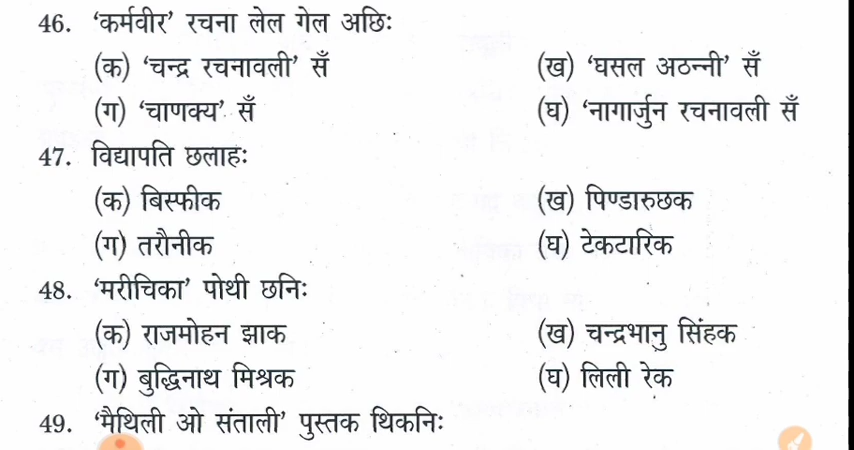 46. ‘कर्मवीर’ रचना लेल गेल अछिः
(क) ‘चन्द्र रचनावली’ सँ (ख) ‘घसल अठन्नी’ सँ
(ग) ‘चाणक्य’ सँ (घ) ‘नागार्जुन रचनावली सँ
47. विद्यापति छलाहः
(क) बिस्फीक (ख) पिण्डारुछक
(ग) तरौनीक (घ) टेकटारिक
48. ‘मरीचिका’ पोथी छनिः
(क) राजमोहन झाक (ख) चन्द्रभानु सिंहक
(ग) बुद्धिनाथ मिश्रक (घ) लिली रेक
49. ‘मैथिली ओ संताली’ पुस्तक थिकनिः